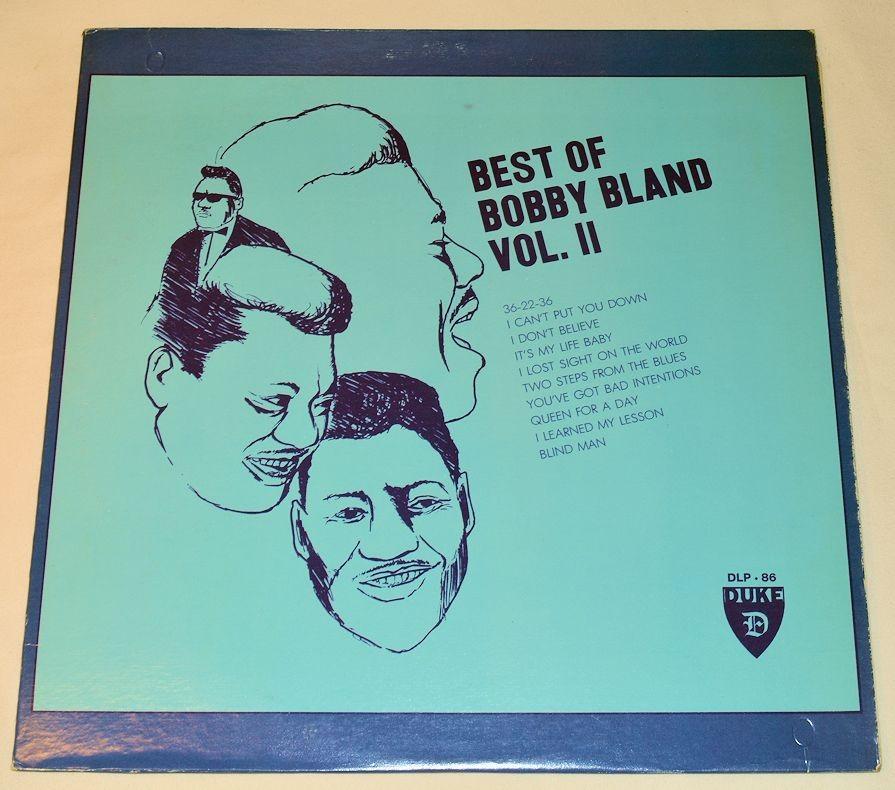 BEST OF
BOBBY BLAND
VOL. II
36-22-36
I CAN'T PUT YOU DOWN
I DON'T BELIEVE
IT'S MY LIFE BABY
I LOST SIGHT ON THE WORLD
TWO STEPS FROM THE BLUES
YOU'VE GOT BAD INTENTIONS
QUEEN FOR A DAY
I LEARNED MY LESSON
BLIND MAN
DLP • 86
DUKE
D